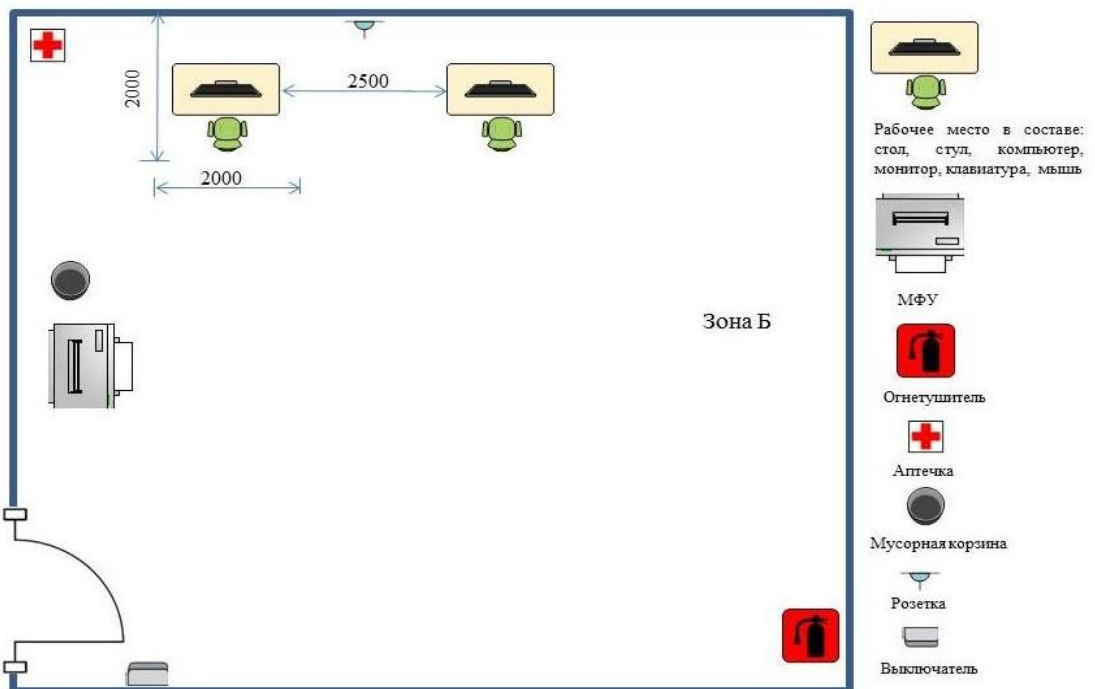 2000
2500
2000
Зона Б
Рабочее место в составе:
стол, стул, компьютер,
монитор, клавиатура, мышь
МФУ
Огнетушитель
Аптечка
Мусорная корзина
Розетка
Выключатель